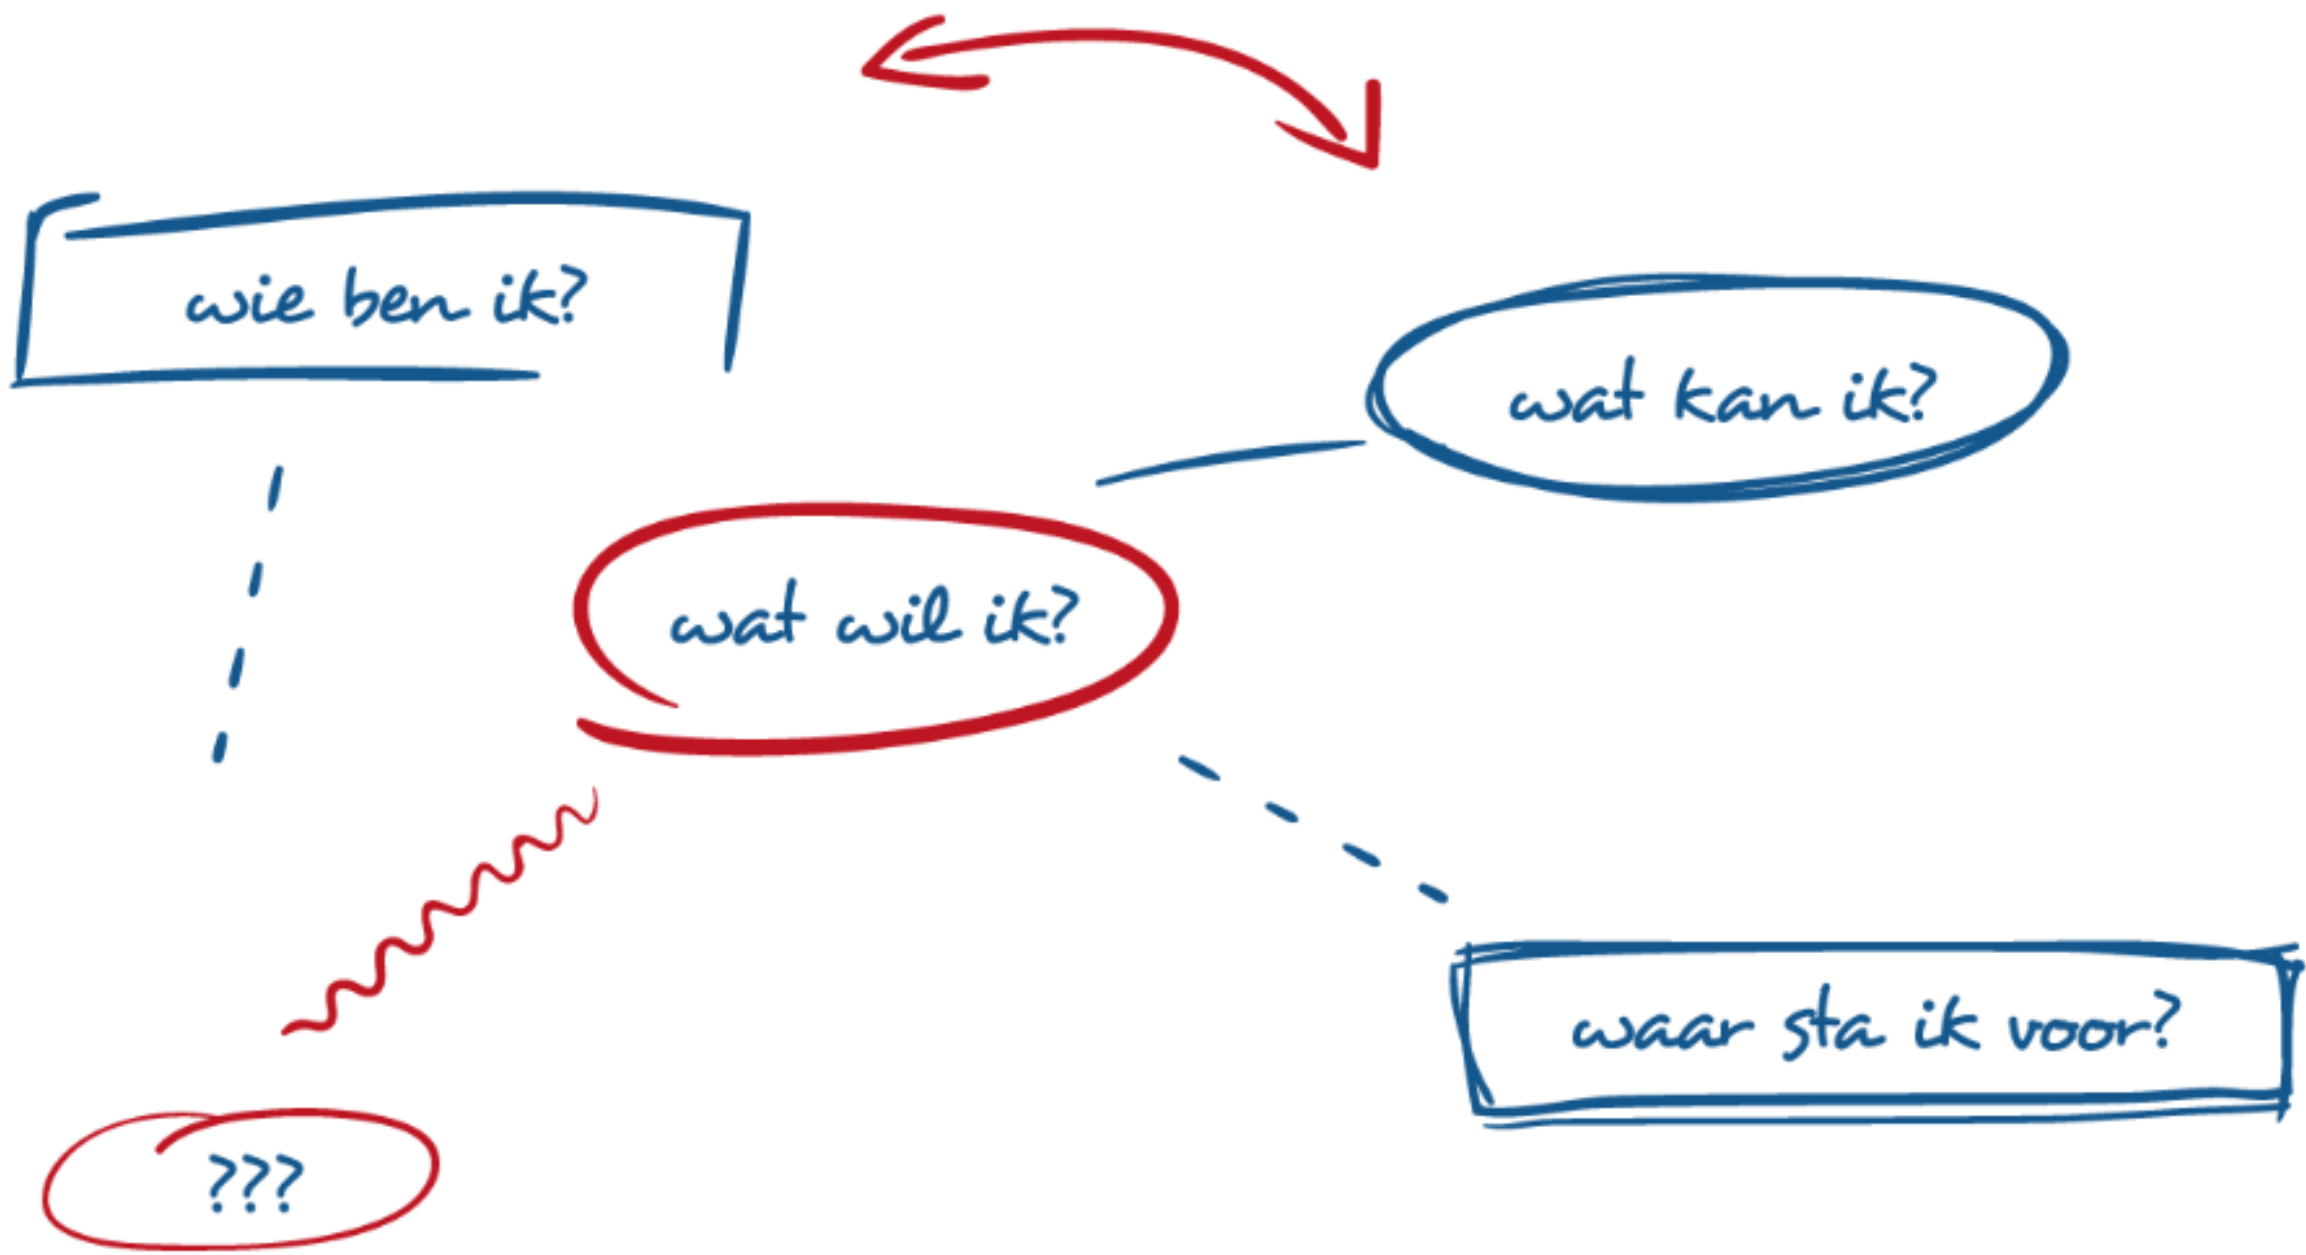 wie ben ik?
wat kan ik?
wat wil ik?
waar sta ik voor?
???